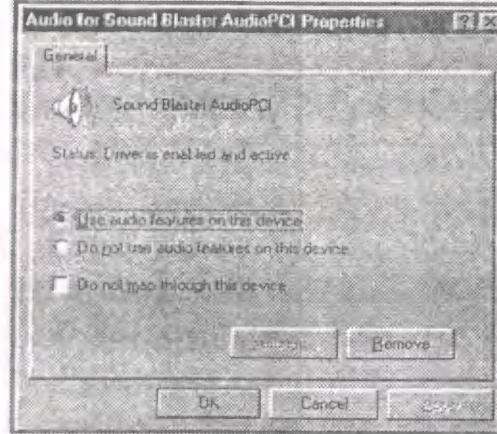 Audio for Sound Blaster AudioPCI Properties
General
Sound Blaster AudioPCI
Status: Driver is enabled and active
Use audio features on this device
Do not use audio features on this device
Do not map through this device
Remove
OK
Cancel